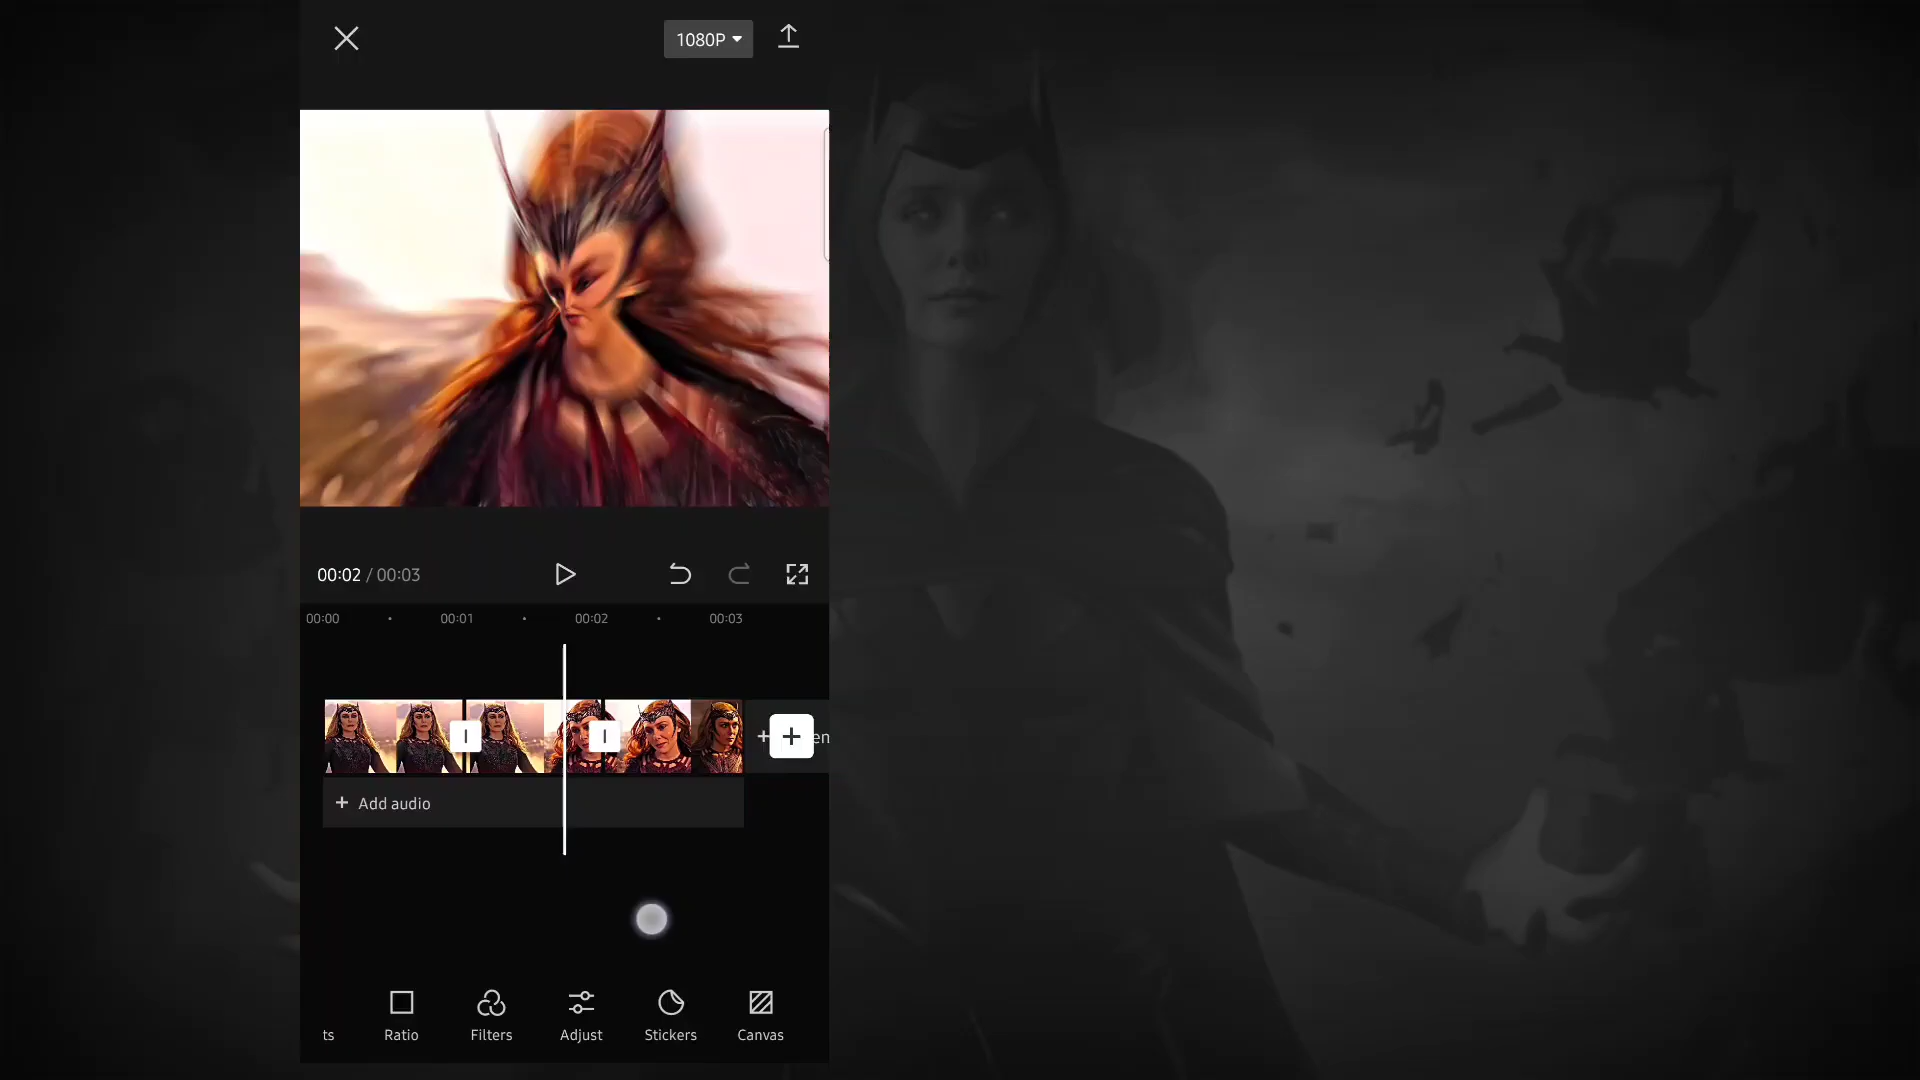 1080P
00:02 / 00:03
00:00 00:01 00:02 00:03
+ en
+ Add audio
ts Ratio Filters Adjust Stickers Canvas